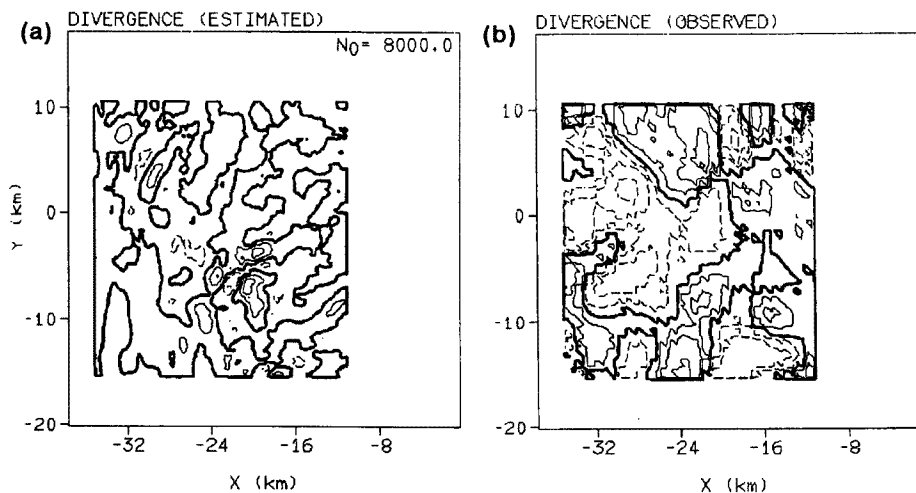 DIVERGENCE (ESTIMATED)
(a)
N0= 8000.0
10
0
-10
-20
Y (km)
-32
-24
-16
-8
X (km)
DIVERGENCE (OBSERVED)
(b)
10
0
-10
-20
-32
-24
-16
-8
X (km)